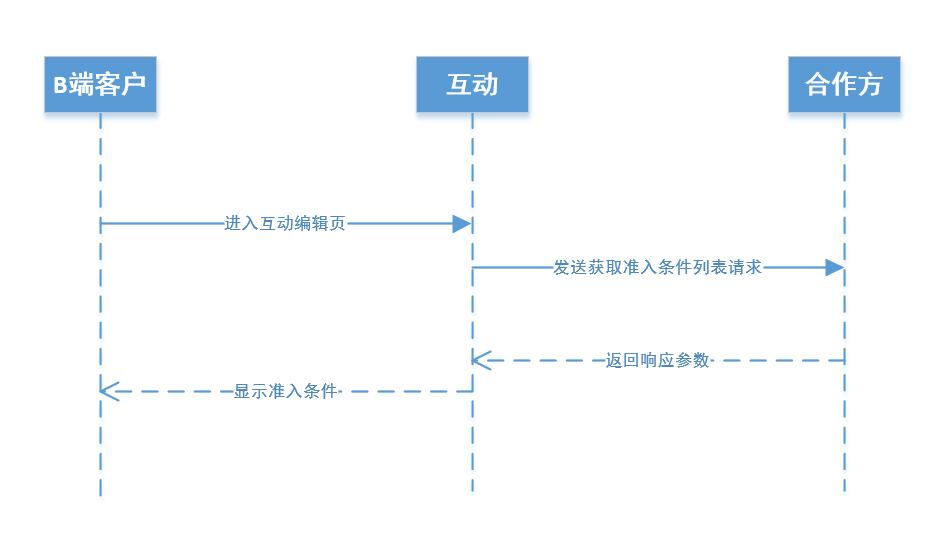 B端客户
互动
合作方
进入互动编辑页
发送获取准入条件列表请求
返回响应参数
显示准入条件